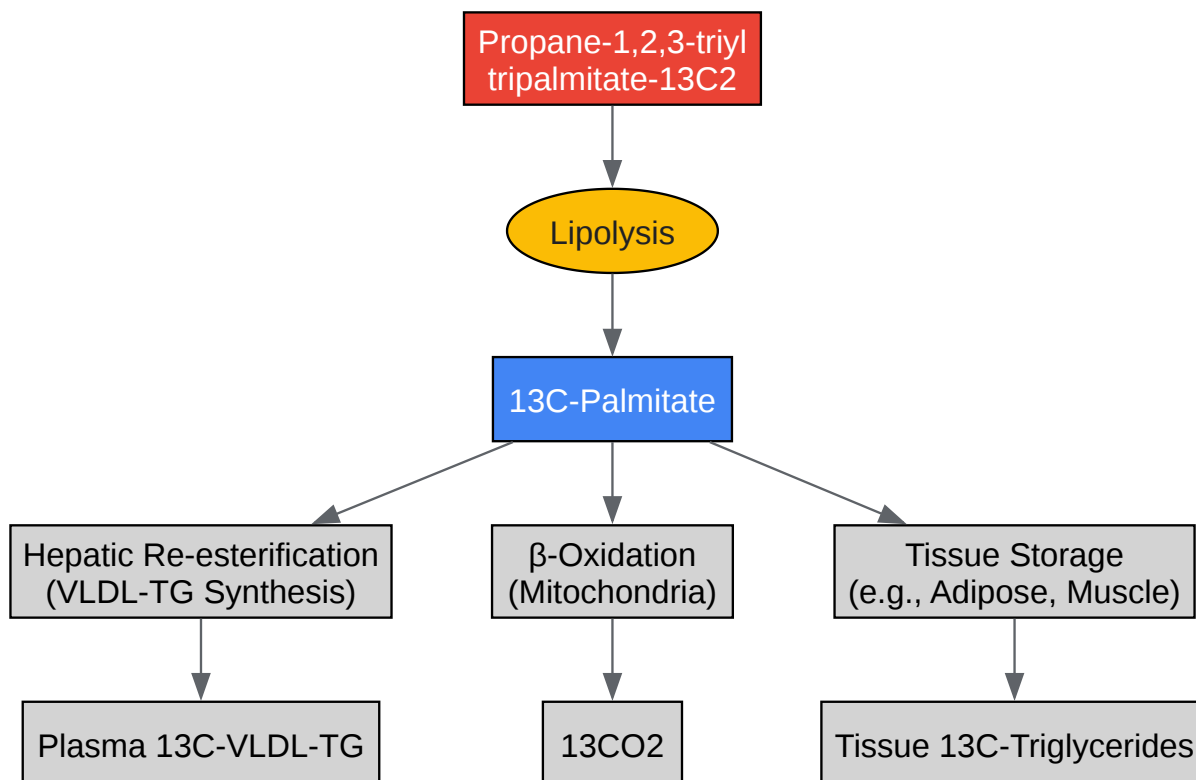 Propane-1,2,3-triyl
tripalmitate-13C2
Lipolysis
13C-Palmitate
Hepatic Re-esterification
(VLDL-TG Synthesis)
β-Oxidation
(Mitochondria)
Tissue Storage
(e.g., Adipose, Muscle)
Plasma 13C-VLDL-TG
13CO2
Tissue 13C-Triglycerides